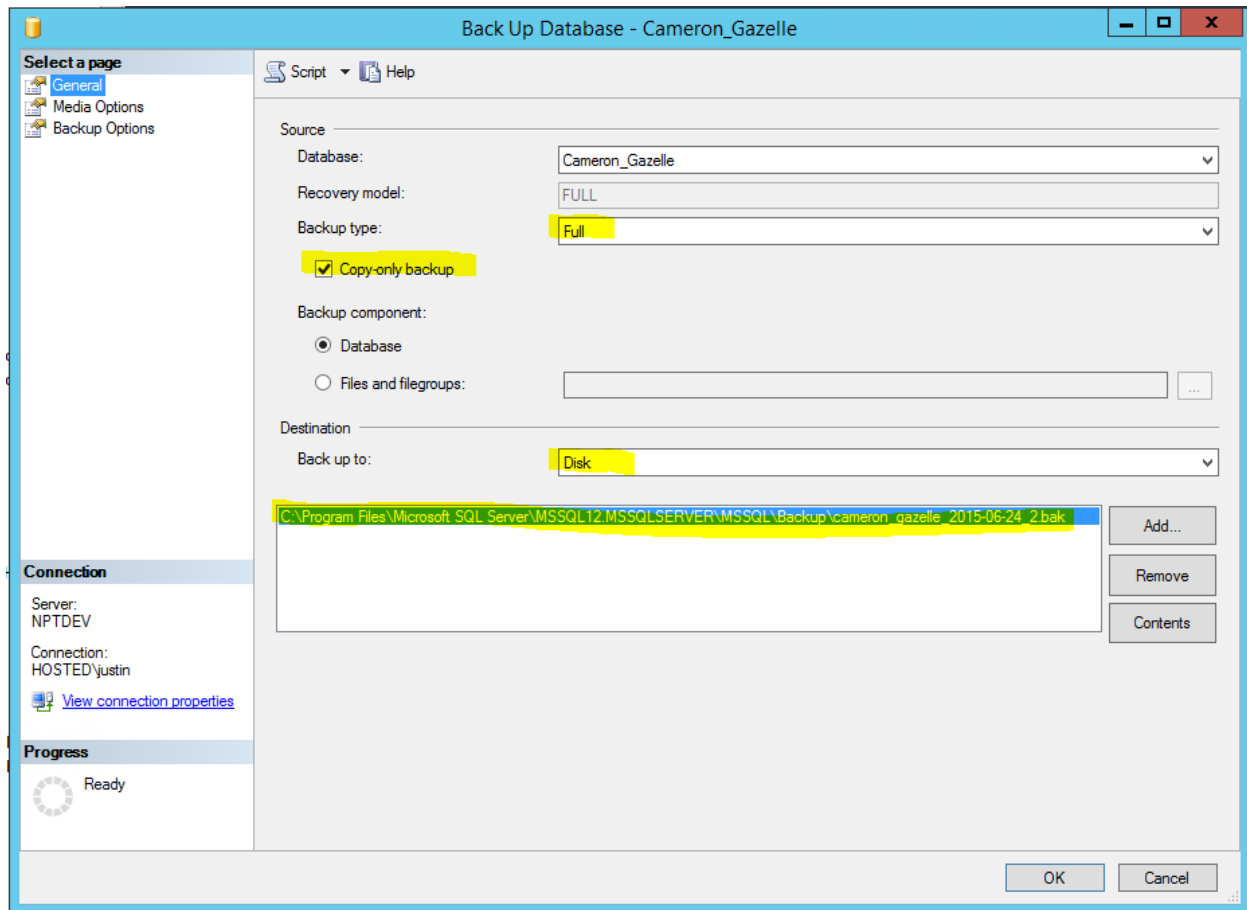 Back Up Database - Cameron_Gazelle
x
Select a page
General
Media Options
Backup Options
Script
Help
Source
Database:
Cameron_Gazelle
Recovery model:
FULL
Backup type:
Full
Copy-only backup
Backup component:
Database
Files and filegroups:
...
Destination
Back up to:
Disk
C:\Program Files\Microsoft SQL Server\MSSQL12.MSSQLSERVER\MSSQL\Backup\cameron_gazelle_2015-06-24_2.bak
Add...
Remove
Contents
Connection
Server:
NPTDEV
Connection:
HOSTED\justin
View connection properties
Progress
Ready
OK
Cancel